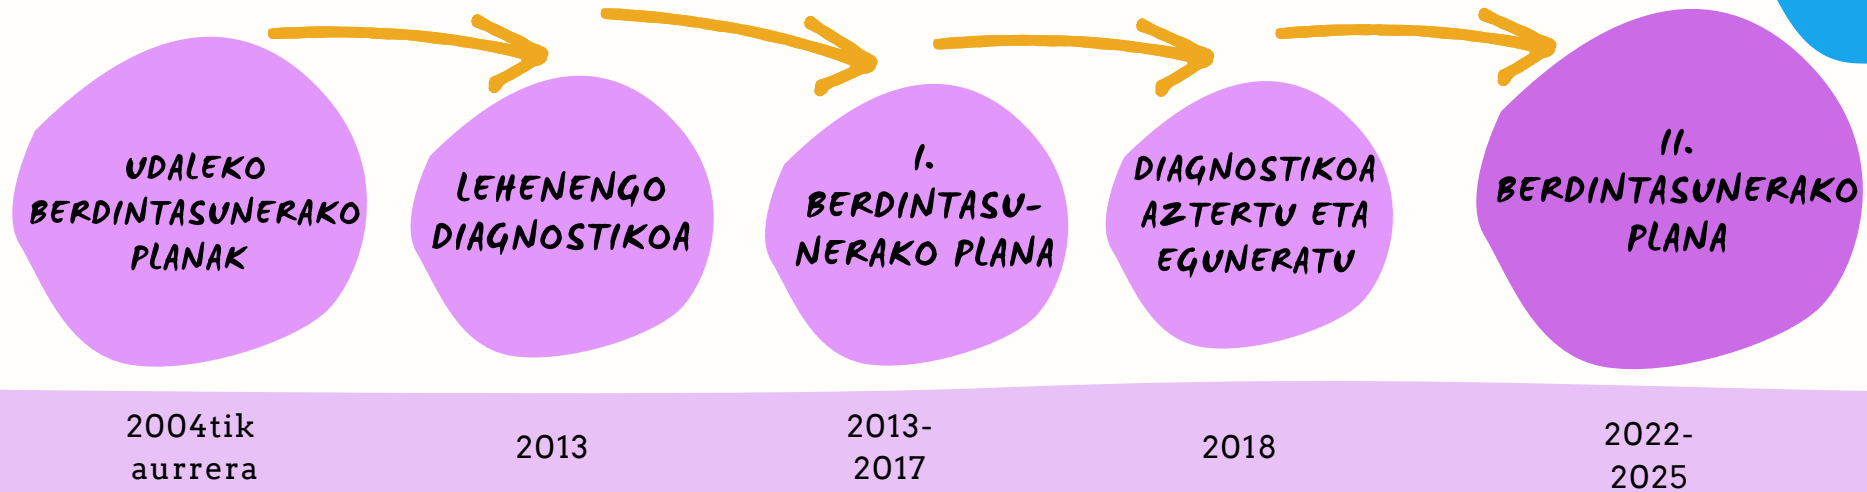 UDALEKO
BERDINTASUNERAKO
PLANAK
LEHENENGO
DIAGNOSTIKOA
I.
BERDINTASU-
NERAKO PLANA
DIAGNOSTIKOA
AZTERTU ETA
EGUNERATU
II.
BERDINTASUNERAKO
PLANA
2004tik
aurrera
2013
2013-
2017
2018
2022-
2025